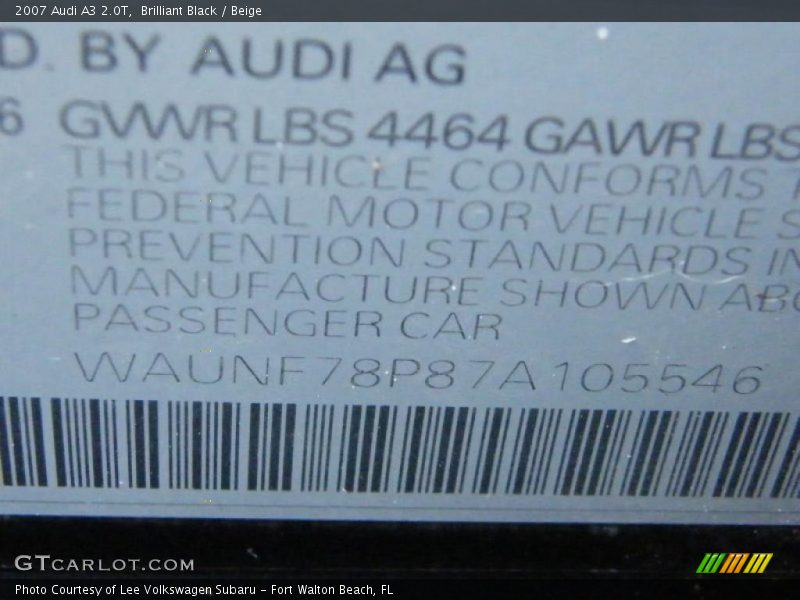 2007 Audi A3 2.0T,  Brilliant Black / Beige
D. BY AUDI AG
6 GVWR LBS 4464 GAWR LBS
THIS VEHICLE CONFORMS
FEDERAL MOTOR VEHICLE
PREVENTION STANDARDS IN
MANUFACTURE SHOWN ABO
PASSENGER CAR
WAUNF78P87A105546
GTCARLOT.COM
Photo Courtesy of Lee Volkswagen Subaru - Fort Walton Beach, FL